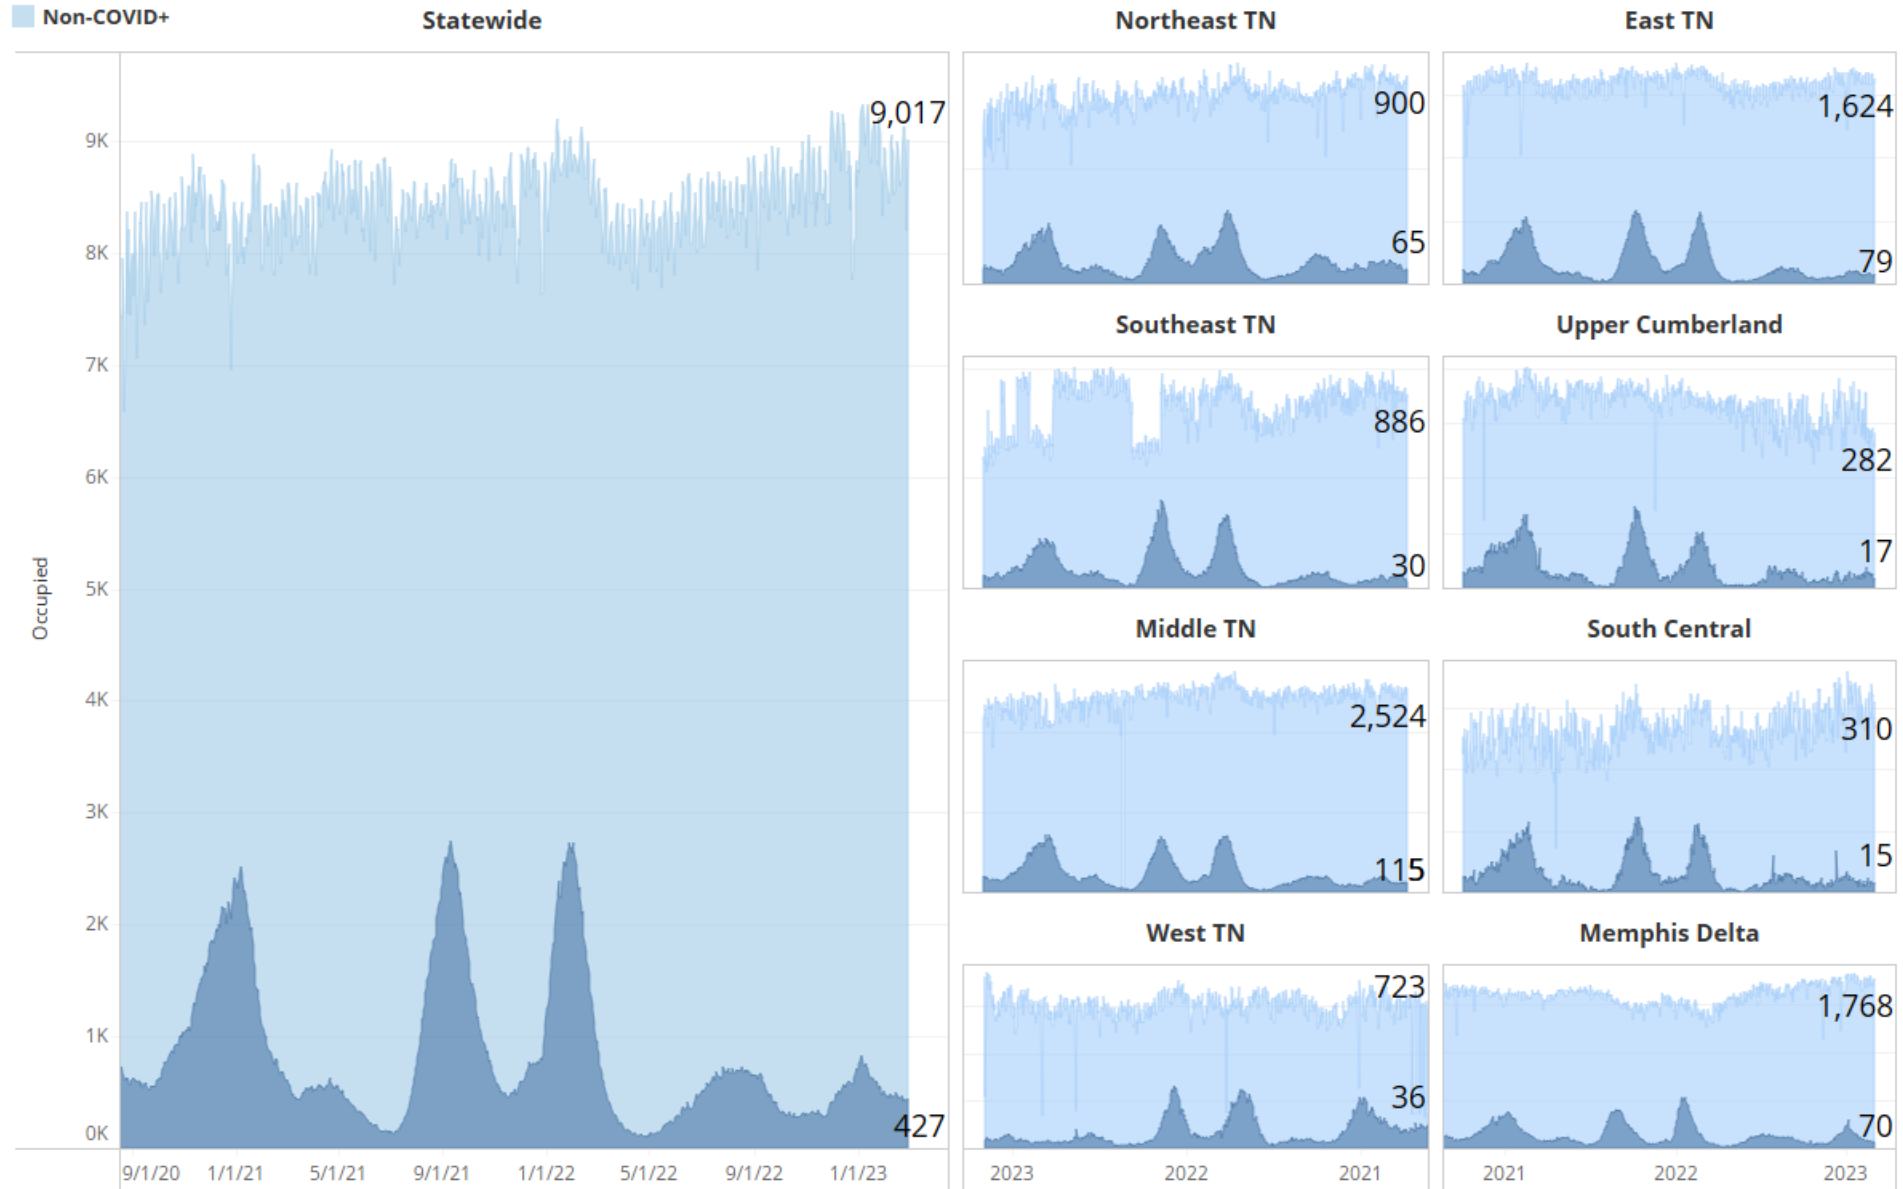 Non-COVID+
Statewide
9,017
9K
8K
7K
6K
5K
4K
3K
2K
1K
0K
Occupied
427
9/1/20 1/1/21 5/1/21 9/1/21 1/1/22 5/1/22 9/1/22 1/1/23
Northeast TN
900
65
East TN
1,624
79
Southeast TN
886
30
Upper Cumberland
282
17
Middle TN
2,524
115
South Central
310
15
West TN
723
36
2023 2022 2021
Memphis Delta
1,768
70
2021 2022 2023